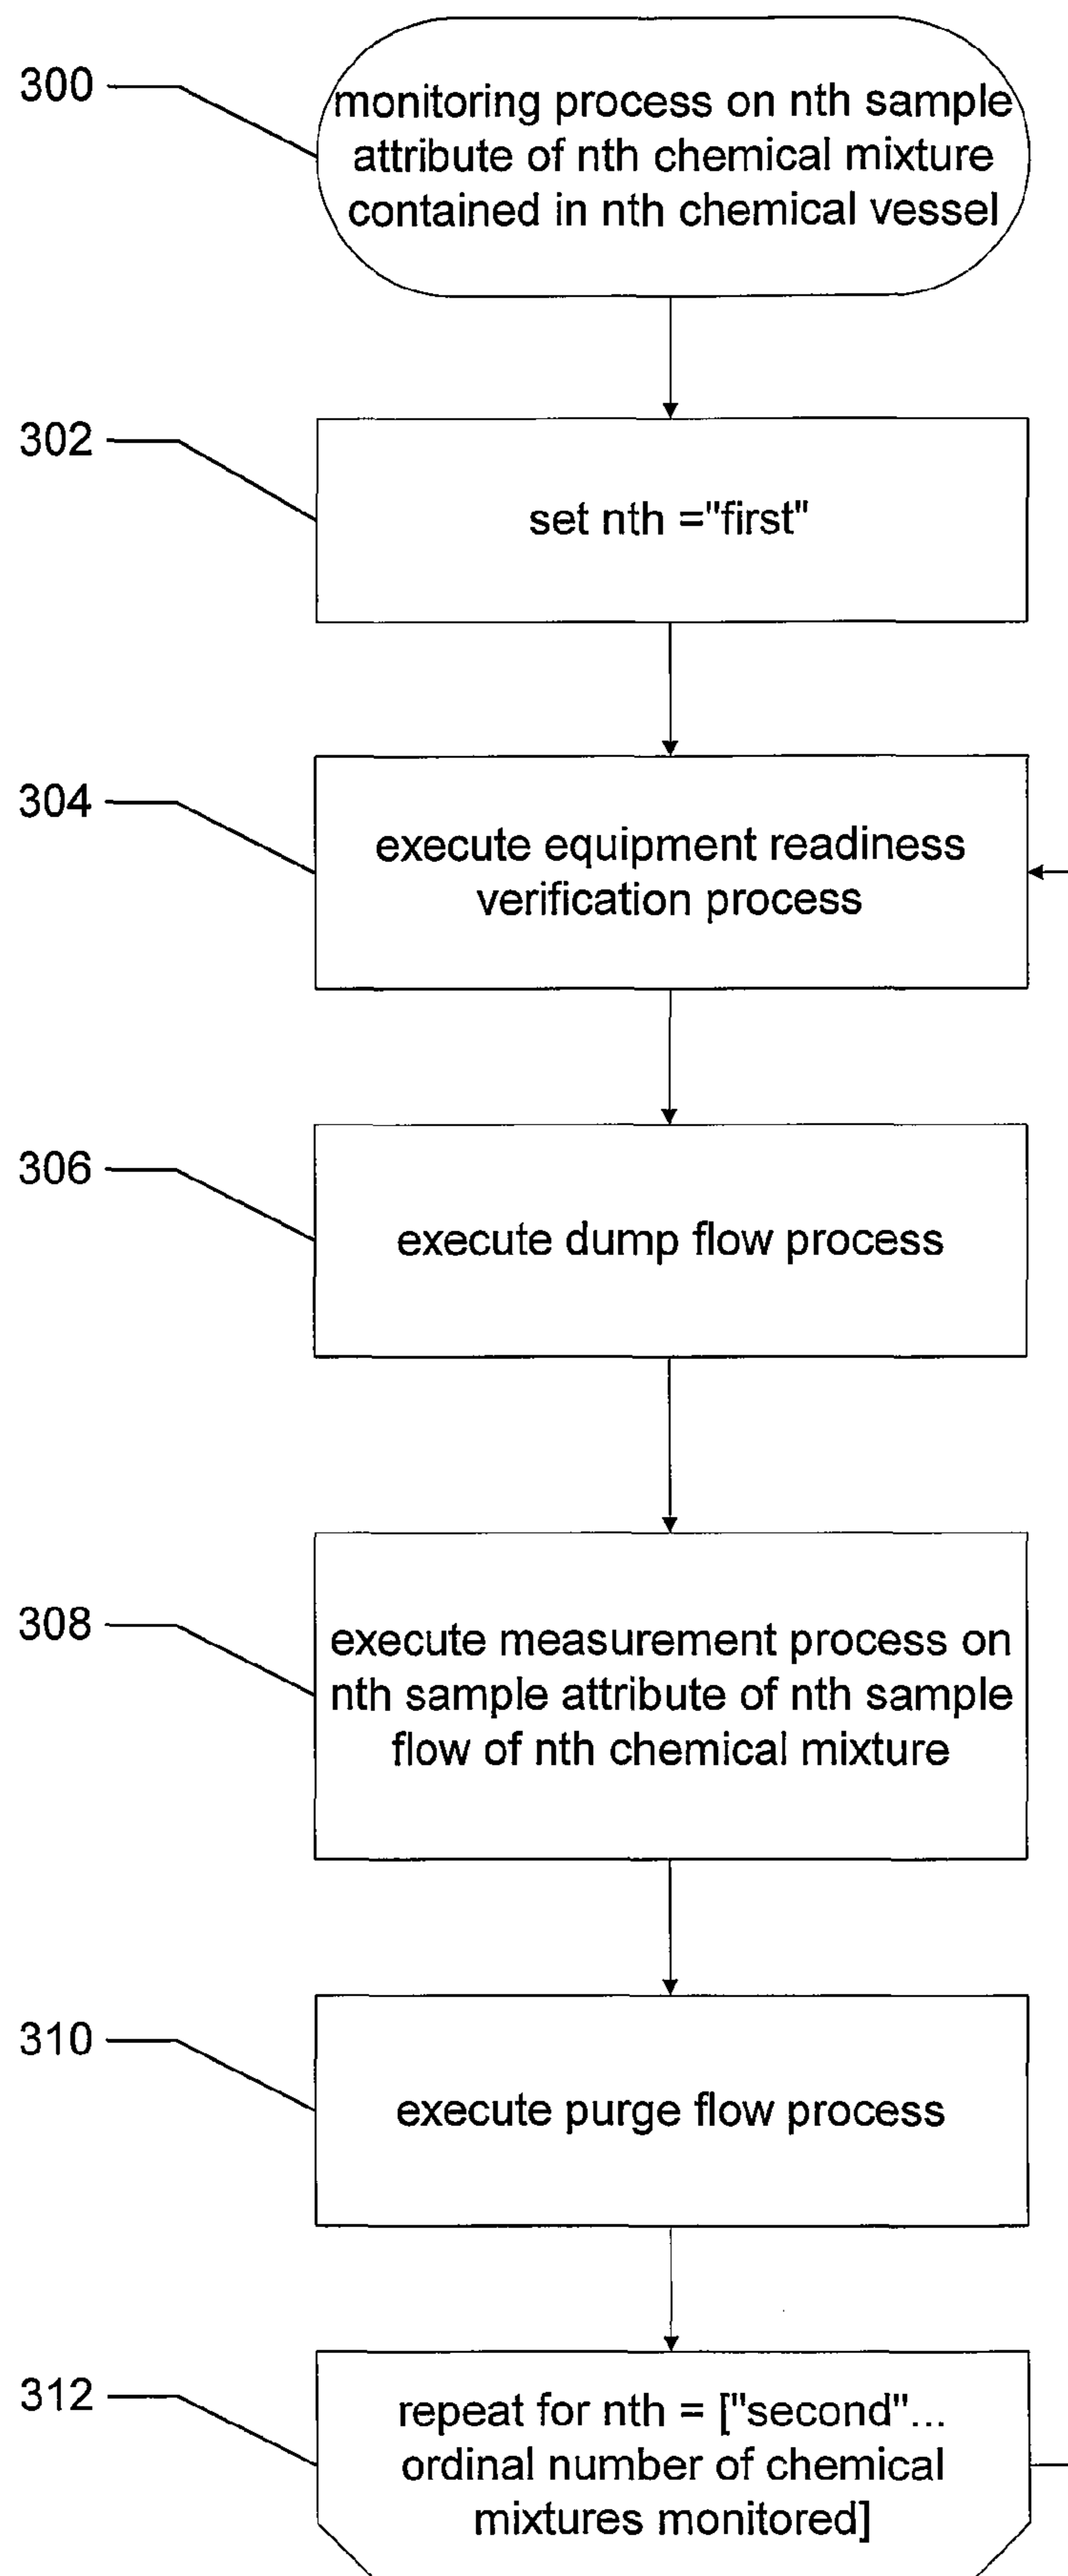 300
monitoring process on nth sample
attribute of nth chemical mixture
contained in nth chemical vessel
302
set nth ="first"
304
execute equipment readiness
verification process
306
execute dump flow process
308
execute measurement process on
nth sample attribute of nth sample
flow of nth chemical mixture
310
execute purge flow process
312
repeat for nth = ["second"...
ordinal number of chemical
mixtures monitored]